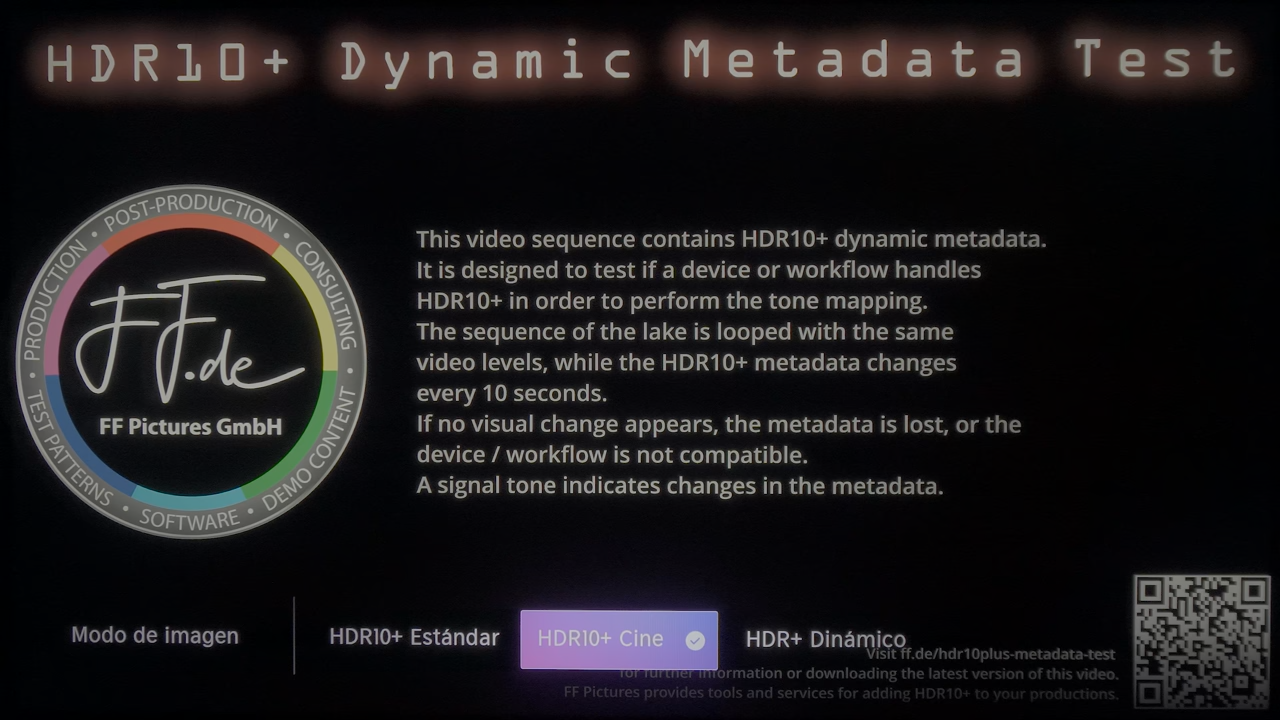 HDR10+ Dynamic Metadata Test
PRODUCTION • POST-PRODUCTION • CONSULTING •
TEST PATTERNS • SOFTWARE • DEMO CONTENT
FF.de
FF Pictures GmbH
This video sequence contains HDR10+ dynamic metadata.
It is designed to test if a device or workflow handles
HDR10+ in order to perform the tone mapping.
The sequence of the lake is looped with the same
video levels, while the HDR10+ metadata changes
every 10 seconds.
If no visual change appears, the metadata is lost, or the
device / workflow is not compatible.
A signal tone indicates changes in the metadata.
Modo de imagen
HDR10+ Estándar
HDR10+ Cine
HDR+ Dinámico
Visit ff.de/hdr10plus-metadata-test
for further information or downloading the latest version of this video.
FF Pictures provides tools and services for adding HDR10+ to your productions.